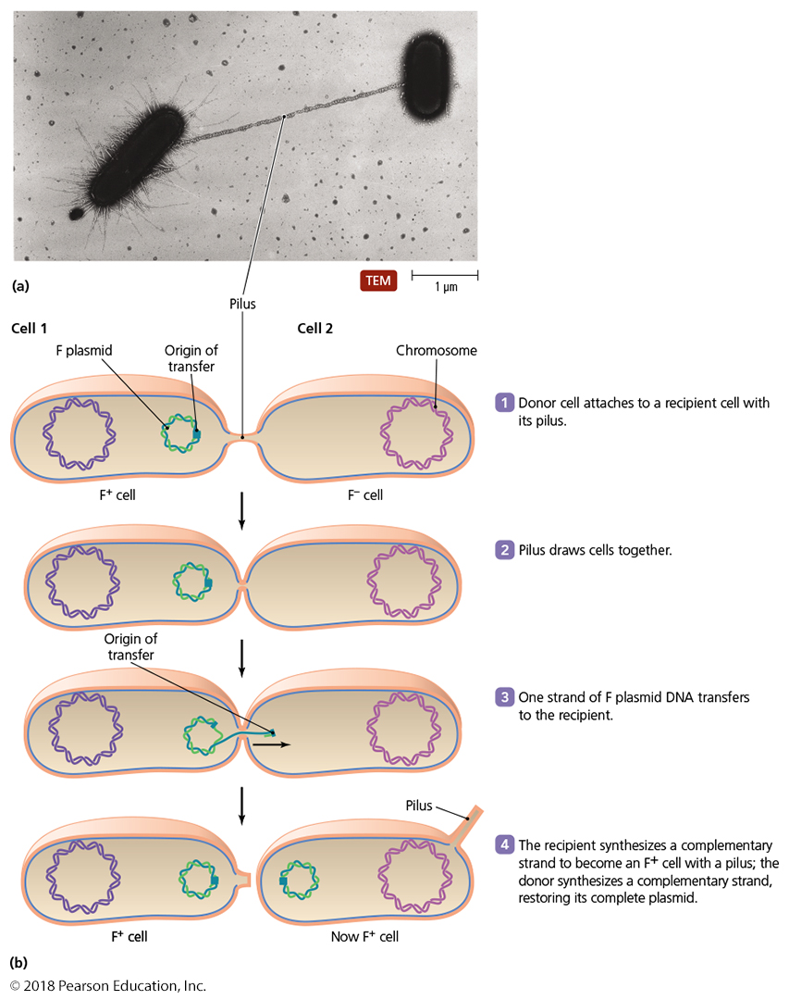 (a)
TEM
1 µm
Pilus
Cell 1
Cell 2
F plasmid
Origin of
transfer
Chromosome
1 Donor cell attaches to a recipient cell with
its pilus.
F⁺ cell
F⁻ cell
2 Pilus draws cells together.
Origin of
transfer
3 One strand of F plasmid DNA transfers
to the recipient.
Pilus
4 The recipient synthesizes a complementary
strand to become an F⁺ cell with a pilus; the
donor synthesizes a complementary strand,
restoring its complete plasmid.
F⁺ cell
Now F⁺ cell
(b)
© 2018 Pearson Education, Inc.